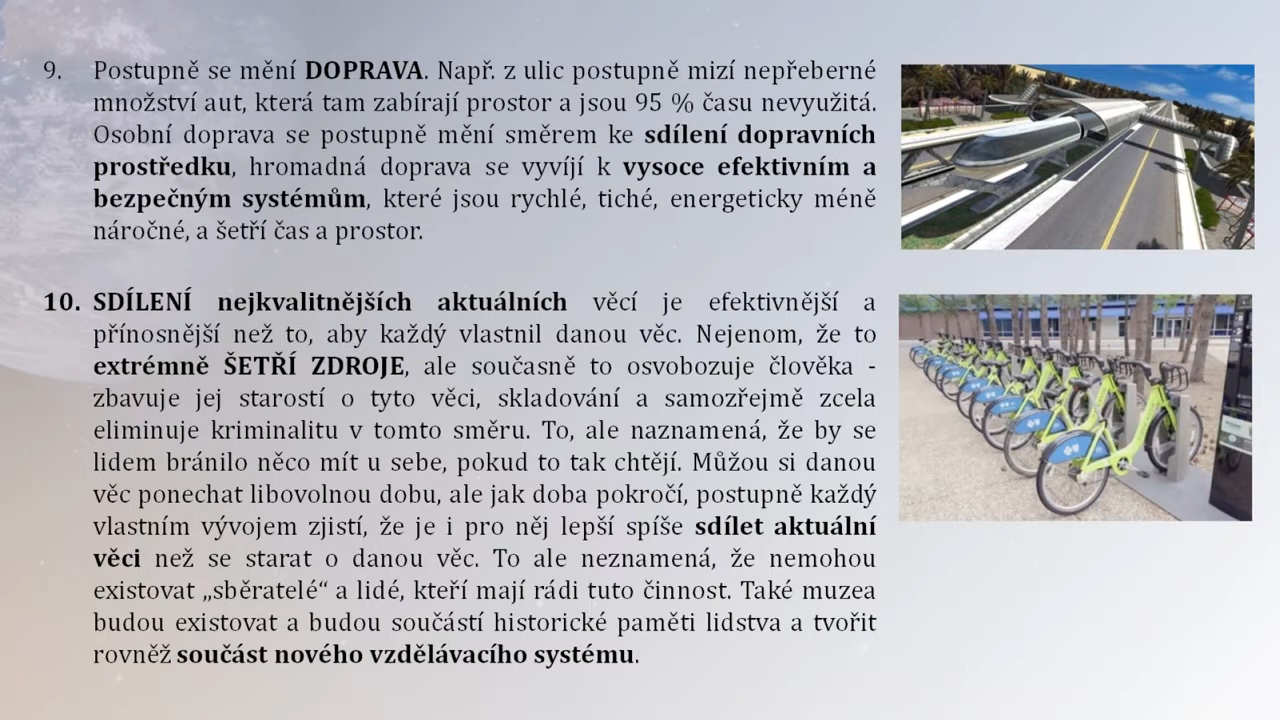 9. Postupně se mění DOPRAVA. Např. z ulic postupně mizí nepřeberné
množství aut, která tam zabírají prostor a jsou 95 % času nevyužitá.
Osobní doprava se postupně mění směrem ke sdílení dopravních
prostředku, hromadná doprava se vyvíjí k vysoce efektivním a
bezpečným systémům, které jsou rychlé, tiché, energeticky méně
náročné, a šetří čas a prostor.
10. SDÍLENÍ nejkvalitnějších aktuálních věcí je efektivnější a
přínosnější než to, aby každý vlastnil danou věc. Nejenom, že to
extrémně ŠETŘÍ ZDROJE, ale současně to osvobozuje člověka -
zbavuje jej starostí o tyto věci, skladování a samozřejmě zcela
eliminuje kriminalitu v tomto směru. To, ale naznamená, že by se
lidem bránilo něco mít u sebe, pokud to tak chtějí. Můžou si danou
věc ponechat libovolnou dobu, ale jak doba pokročí, postupně každý
vlastním vývojem zjistí, že je i pro něj lepší spíše sdílet aktuální
věci než se starat o danou věc. To ale neznamená, že nemohou
existovat „sběratelé“ a lidé, kteří mají rádi tuto činnost. Také muzea
budou existovat a budou součástí historické paměti lidstva a tvořit
rovněž součást nového vzdělávacího systému.